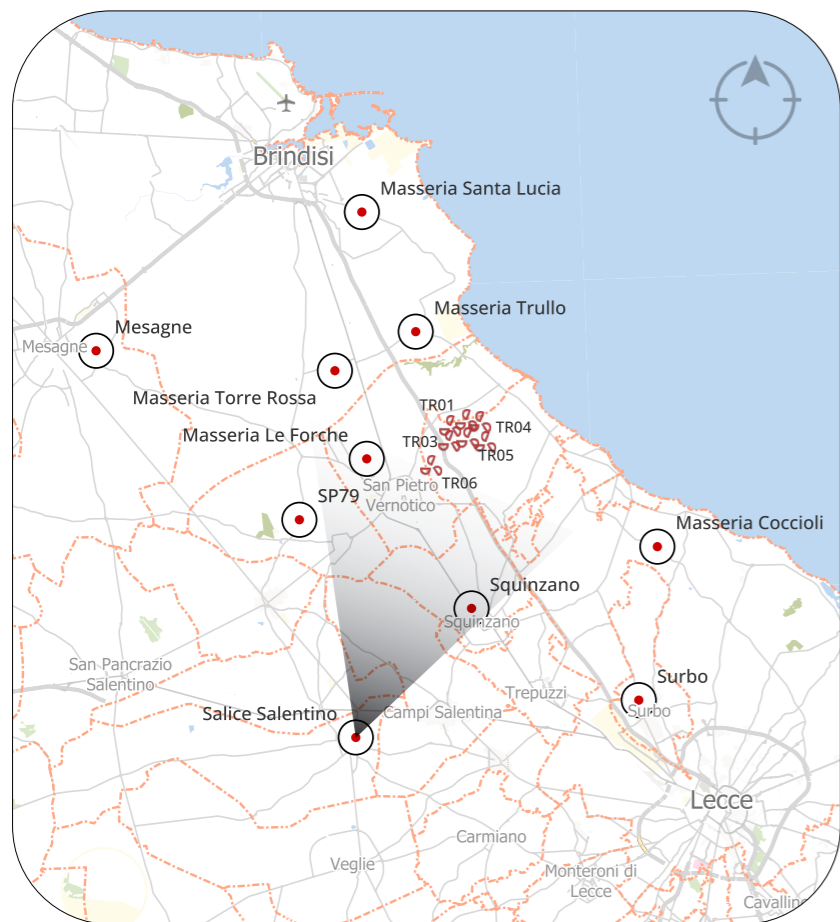 Brindisi
Masseria Santa Lucia
Masseria Trullo
Mesagne
Mesagne
Masseria Torre Rossa
TR01
Masseria Le Forche
TR03
TR04
TR05
TR06
San Pietro
Vernotico
SP79
Masseria Coccioli
Squinzano
Squinzano
San Pancrazio
Salentino
Trepuzzi
Surbo
Surbo
Salice Salentino
Campi Salentina
Lecce
Carmiano
Veglie
Monteroni di
Lecce
Cavallino